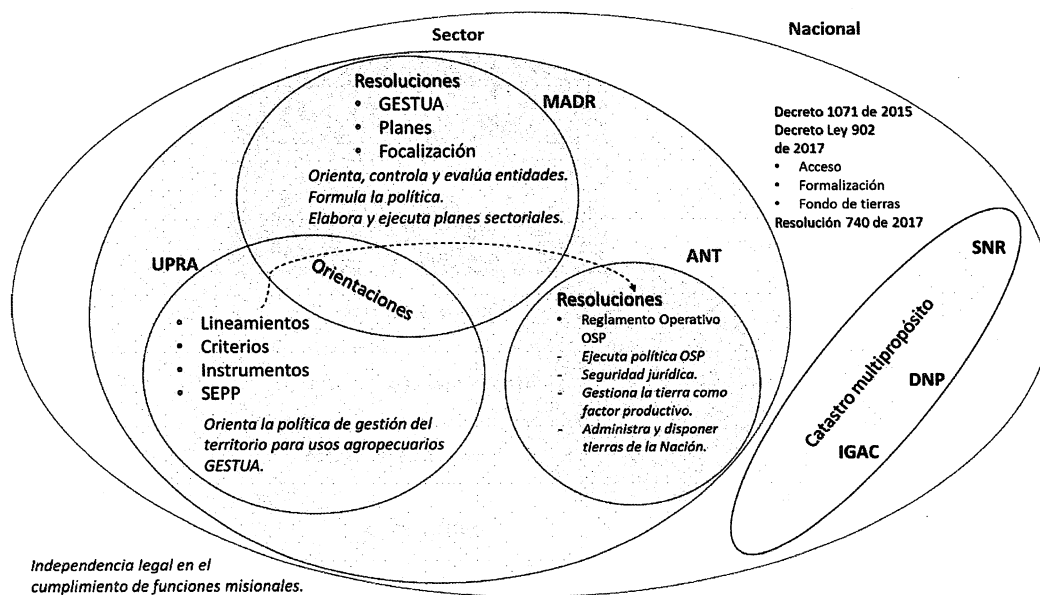 Sector
Nacional
Resoluciones
• GESTUA
• Planes
• Focalización
Orienta, controla y evalúa entidades.
Formula la política.
Elabora y ejecuta planes sectoriales.
MADR
Decreto 1071 de 2015
Decreto Ley 902
de 2017
• Acceso
• Formalización
• Fondo de tierras
Resolución 740 de 2017
UPRA
Orientaciones
• Lineamientos
• Criterios
• Instrumentos
• SEPP
Orienta la política de gestión del
territorio para usos agropecuarios
GESTUA.
ANT
Resoluciones
• Reglamento Operativo
OSP
- Ejecuta política OSP
- Seguridad jurídica.
- Gestiona la tierra como
factor productivo.
- Administra y disponer
tierras de la Nación.
SNR
Catastro multipropósito
DNP
IGAC
Independencia legal en el
cumplimiento de funciones misionales.